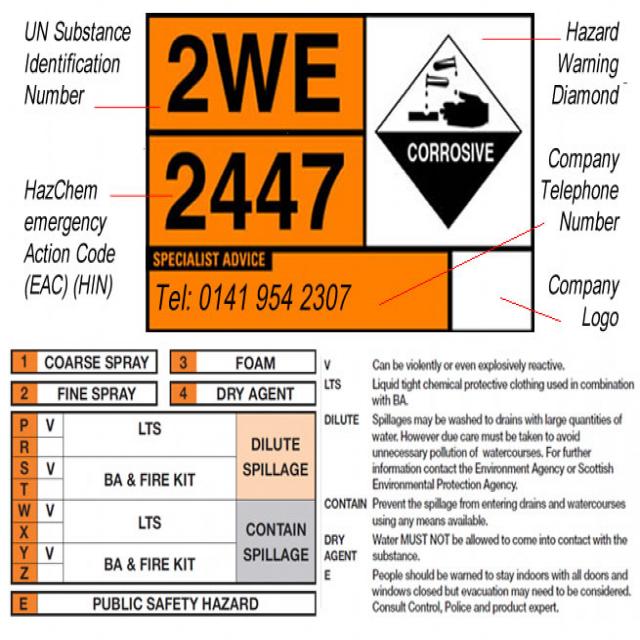 UN Substance
Identification
Number
2WE
Hazard
Warning
Diamond
CORROSIVE
HazChem
emergency
Action Code
(EAC) (HIN)
2447
Company
Telephone
Number
SPECIALIST ADVICE
Tel: 0141 954 2307
Company
Logo
1 COARSE SPRAY
3 FOAM
2 FINE SPRAY
4 DRY AGENT
P V LTS
R
DILUTE
SPILLAGE
S V BA & FIRE KIT
T
W V LTS
X
CONTAIN
SPILLAGE
Y V BA & FIRE KIT
Z
E PUBLIC SAFETY HAZARD
V Can be violently or even explosively reactive.
LTS Liquid tight chemical protective clothing used in combination
with BA.
DILUTE Spillages may be washed to drains with large quantities of
water. However due care must be taken to avoid
unnecessary pollution of watercourses. For further
information contact the Environment Agency or Scottish
Environmental Protection Agency.
CONTAIN Prevent the spillage from entering drains and watercourses
using any means available.
DRY Water MUST NOT be allowed to come into contact with the
AGENT substance.
E People should be warned to stay indoors with all doors and
windows closed but evacuation may need to be considered.
Consult Control, Police and product expert.